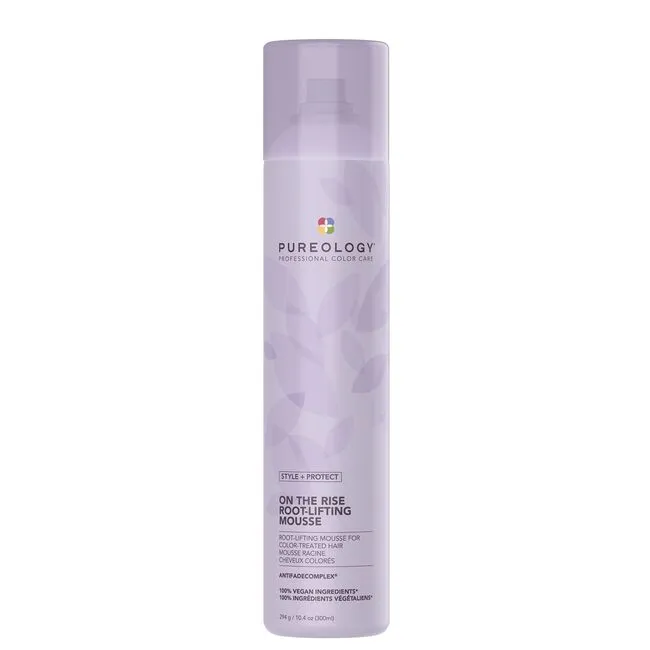 PUREOLOGY®
PROFESSIONAL COLOR CARE
STYLE + PROTECT
ON THE RISE
ROOT-LIFTING
MOUSSE
ROOT-LIFTING MOUSSE FOR
COLOR-TREATED HAIR
MOUSSE RACINE
CHEVEUX COLORÉS
ANTIFADECOMPLEX®
100% VEGAN INGREDIENTS*
100% INGRÉDIENTS VÉGÉTALIENS*
294 g / 10.4 oz (300ml)